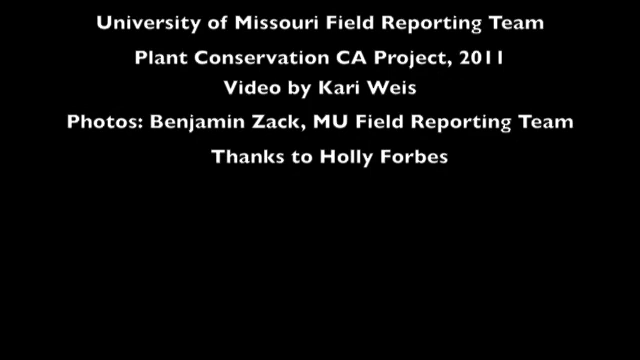 University of Missouri Field Reporting Team
Plant Conservation CA Project, 2011
Video by Kari Weis
Photos: Benjamin Zack, MU Field Reporting Team
Thanks to Holly Forbes